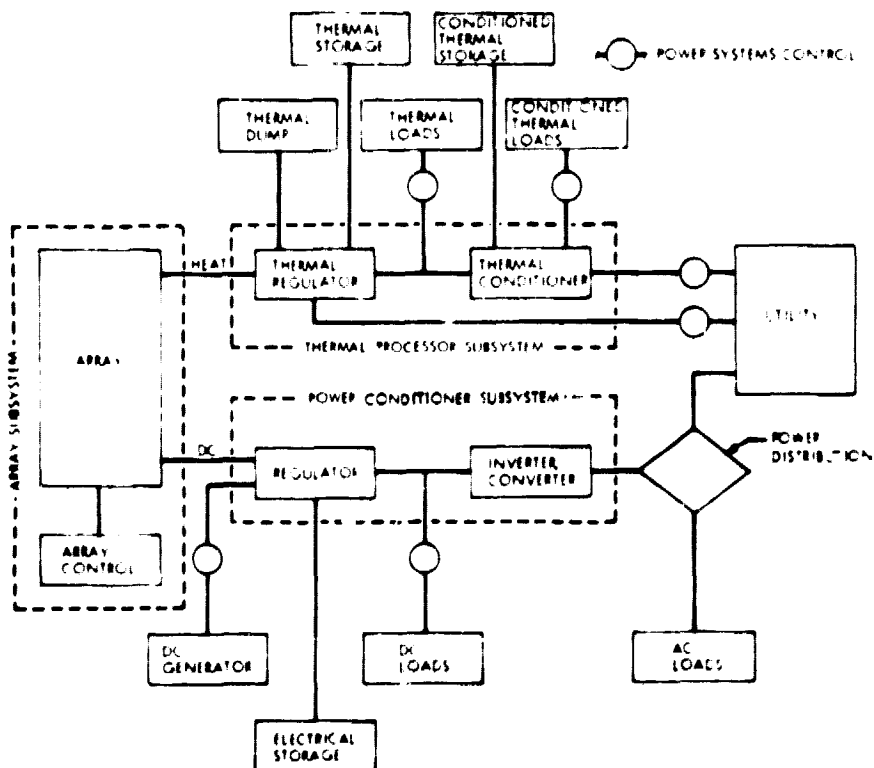 THERMAL
STORAGE
CONDITIONED
THERMAL
STORAGE
POWER SYSTEMS CONTROL
THERMAL
DUMP
THERMAL
LOADS
CONDITIONED
THERMAL
LOADS
HEAT
THERMAL
REGULATOR
THERMAL
CONDITIONER
UTILITY
ARRAY
THERMAL PROCESSOR SUBSYSTEM
ARRAY SUBSYSTEM
POWER CONDITIONER SUBSYSTEM
DC
REGULATOR
INVERTER/
CONVERTER
POWER
DISTRIBUTION
ARRAY
CONTROL
DC
GENERATOR
DC
LOADS
AC
LOADS
ELECTRICAL
STORAGE